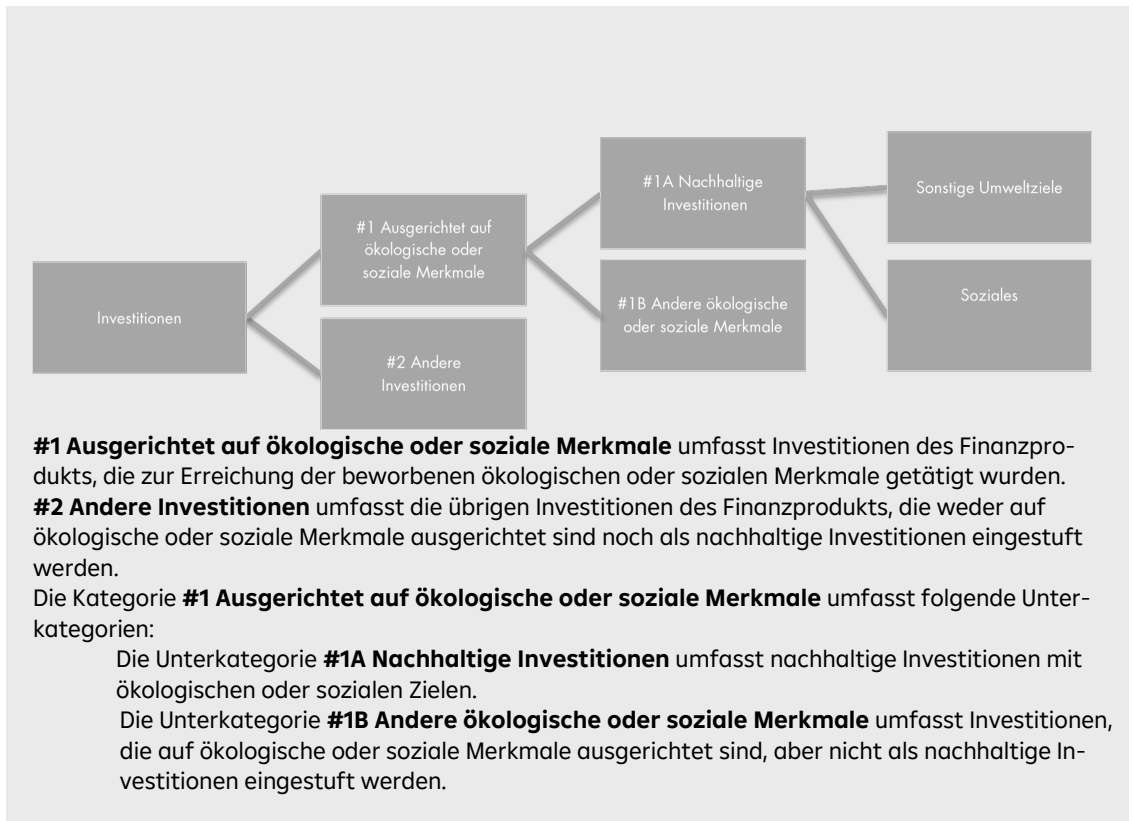 Investitionen
#1 Ausgerichtet auf
ökologische oder
soziale Merkmale
#2 Andere
Investitionen
#1A Nachhaltige
Investitionen
#1B Andere ökologische
oder soziale Merkmale
Sonstige Umweltziele
Soziales
#1 Ausgerichtet auf ökologische oder soziale Merkmale umfasst Investitionen des Finanzpro-
dukts, die zur Erreichung der beworbenen ökologischen oder sozialen Merkmale getätigt wurden.
#2 Andere Investitionen umfasst die übrigen Investitionen des Finanzprodukts, die weder auf
ökologische oder soziale Merkmale ausgerichtet sind noch als nachhaltige Investitionen eingestuft
werden.
Die Kategorie #1 Ausgerichtet auf ökologische oder soziale Merkmale umfasst folgende Unter-
kategorien:
Die Unterkategorie #1A Nachhaltige Investitionen umfasst nachhaltige Investitionen mit
ökologischen oder sozialen Zielen.
Die Unterkategorie #1B Andere ökologische oder soziale Merkmale umfasst Investitionen,
die auf ökologische oder soziale Merkmale ausgerichtet sind, aber nicht als nachhaltige In-
vestitionen eingestuft werden.